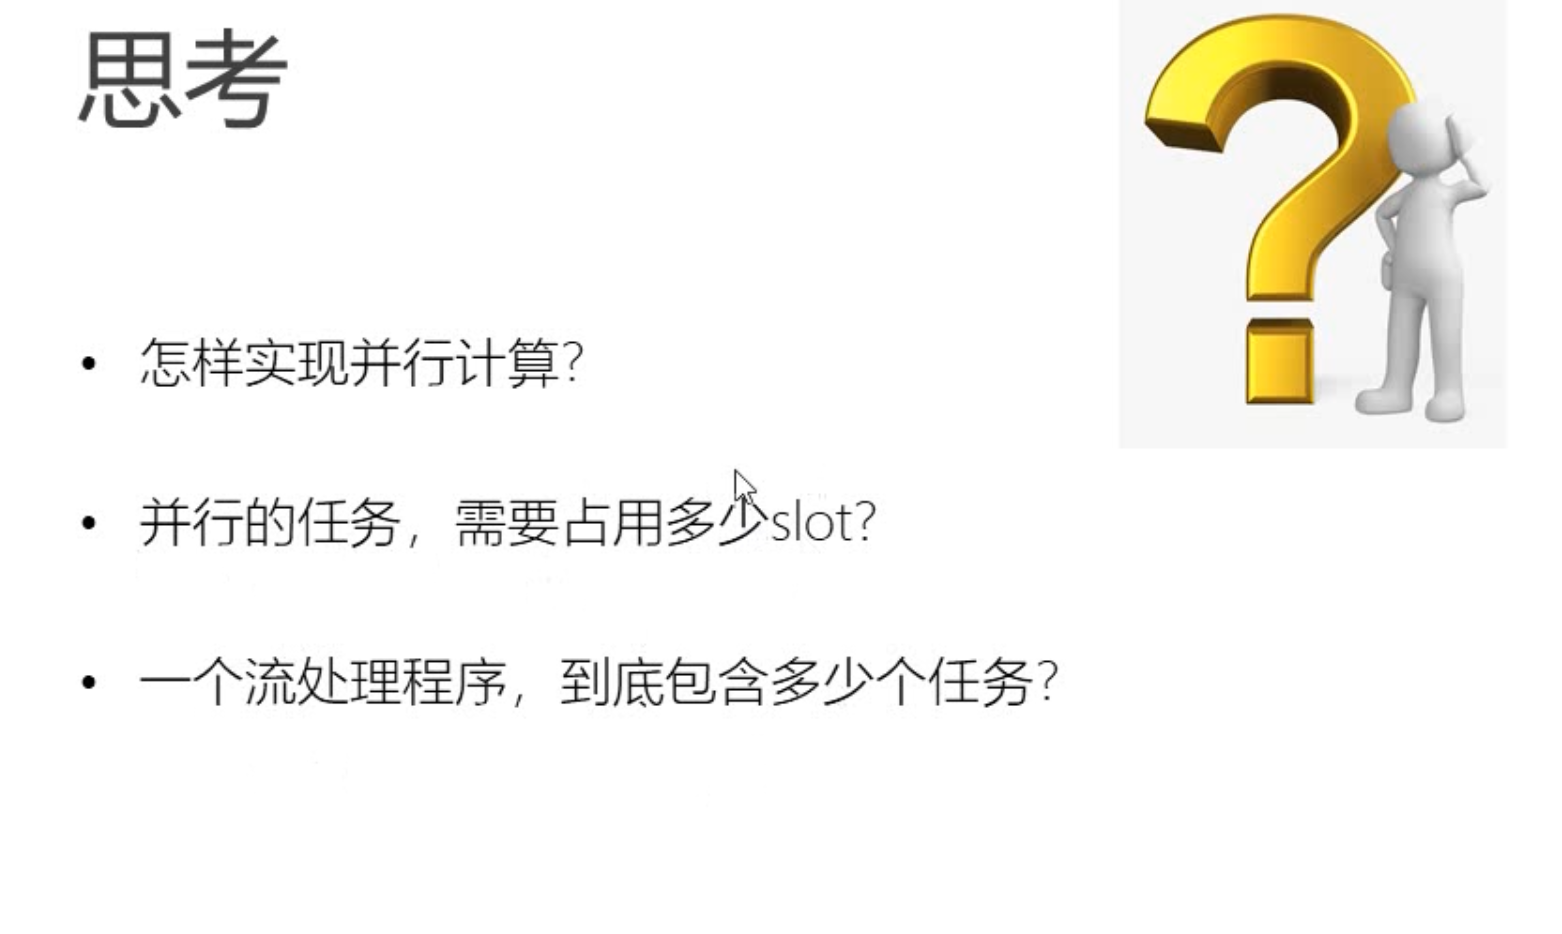 思考
• 怎样实现并行计算？
• 并行的任务，需要占用多少slot？
• 一个流处理程序，到底包含多少个任务？